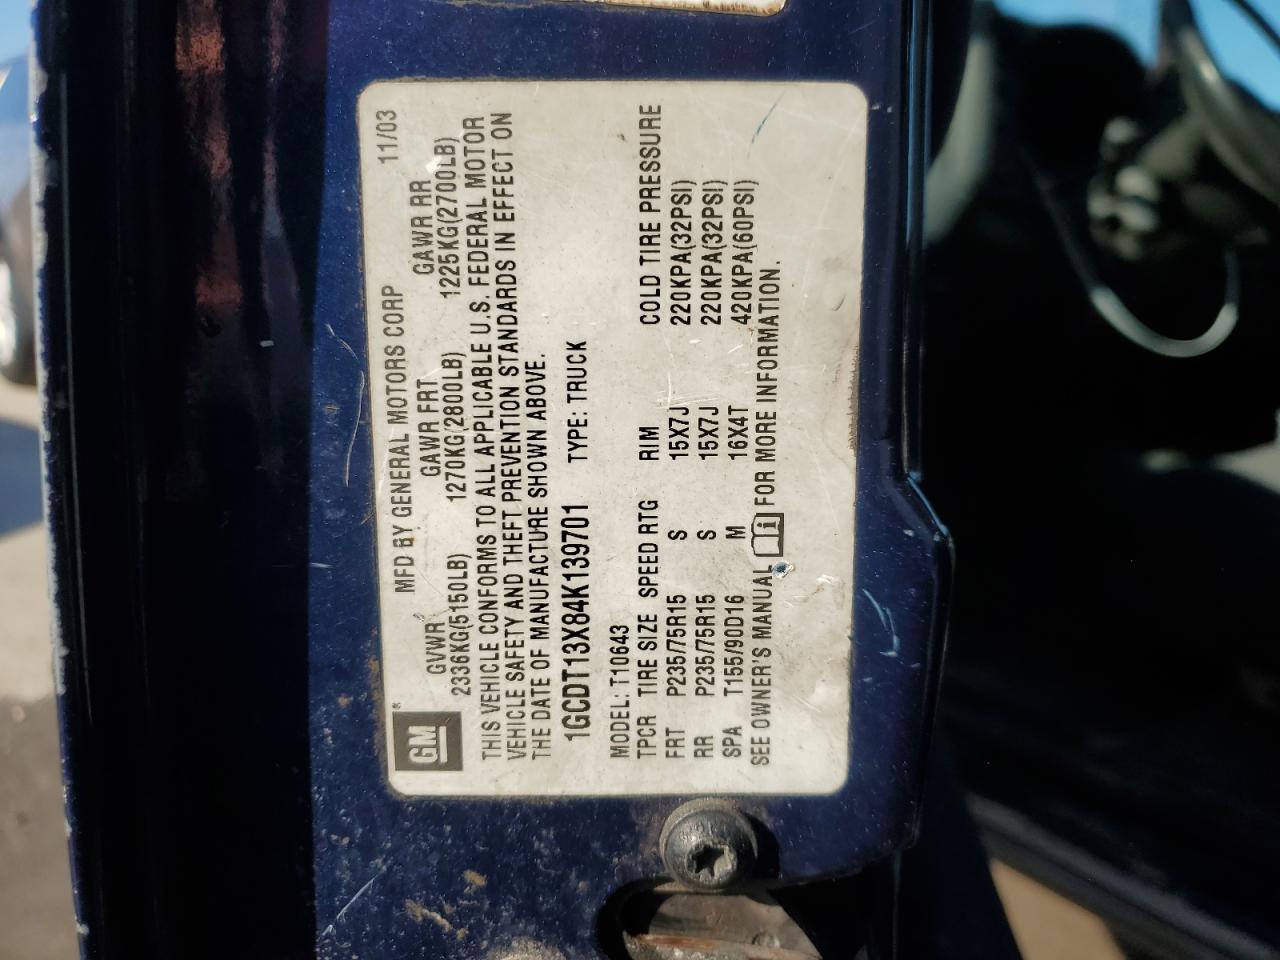 MFD BY GENERAL MOTORS CORP 11/03
GVWR GAWR FRT GAWR RR
2336KG(5150LB) 1270KG(2800LB) 1225KG(2700LB)
GM®
THIS VEHICLE CONFORMS TO ALL APPLICABLE U.S. FEDERAL MOTOR
VEHICLE SAFETY AND THEFT PREVENTION STANDARDS IN EFFECT ON
THE DATE OF MANUFACTURE SHOWN ABOVE.
1GCDT13X84K139701 TYPE: TRUCK
MODEL: T10643
TPCR TIRE SIZE SPEED RTG RIM COLD TIRE PRESSURE
FRT P235/75R15 S 15X7J 220KPA(32PSI)
RR P235/75R15 S 15X7J 220KPA(32PSI)
SPA T155/90D16 M 16X4T 420KPA(60PSI)
SEE OWNER'S MANUAL FOR MORE INFORMATION.